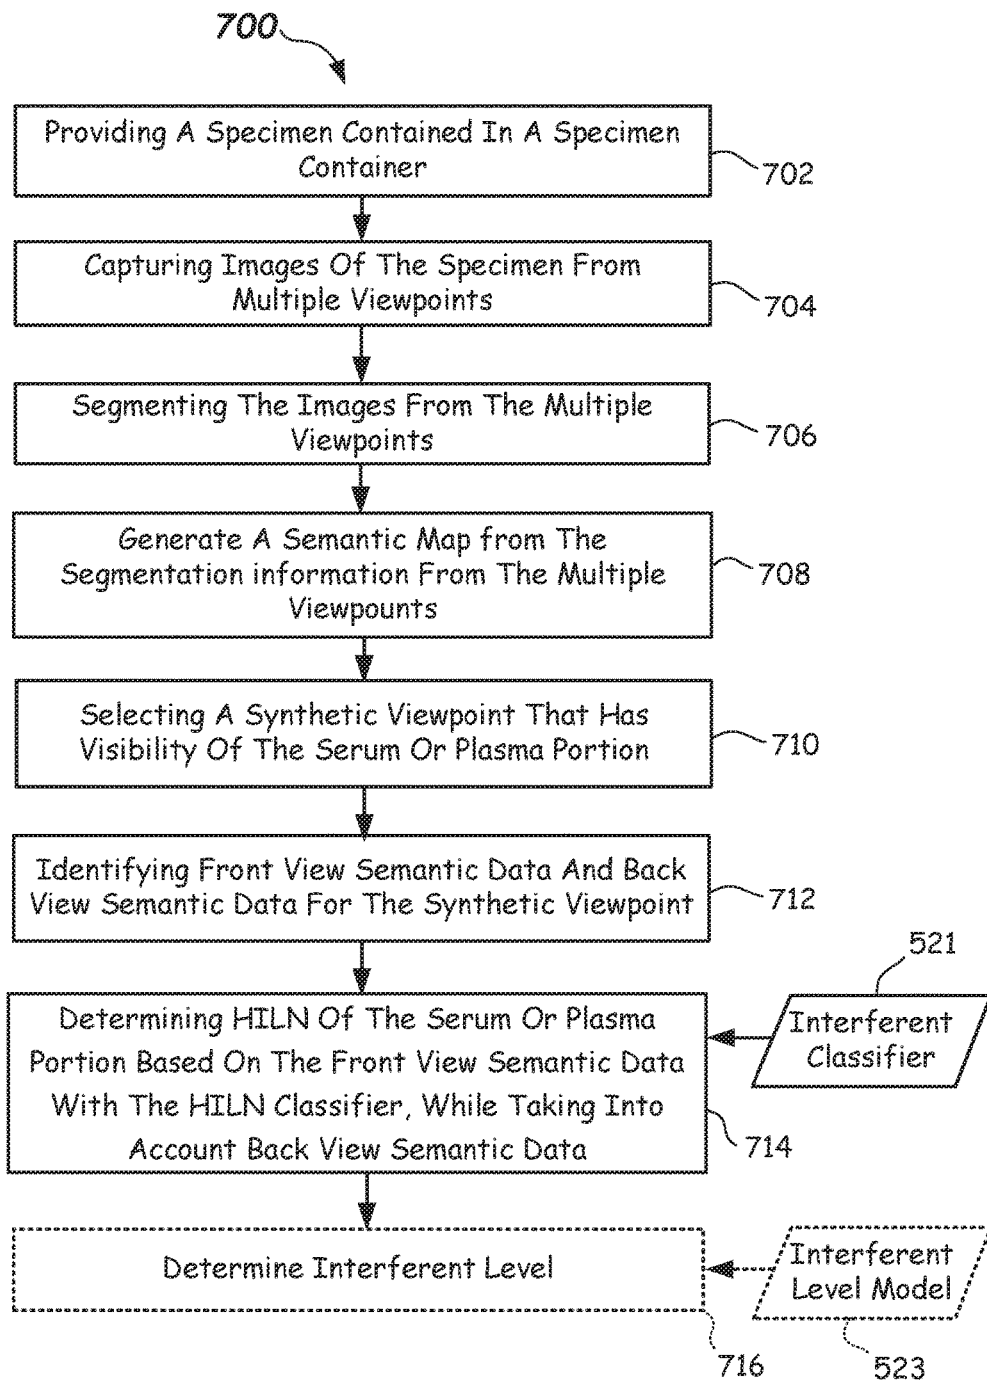 700
Providing A Specimen Contained In A Specimen
Container
702
Capturing Images Of The Specimen From
Multiple Viewpoints
704
Segmenting The Images From The Multiple
Viewpoints
706
Generate A Semantic Map from The
Segmentation information From The Multiple
Viewpounts
708
Selecting A Synthetic Viewpoint That Has
Visibility Of The Serum Or Plasma Portion
710
Identifying Front View Semantic Data And Back
View Semantic Data For The Synthetic Viewpoint
712
521
Interferent
Classifier
Determining HILN Of The Serum Or Plasma
Portion Based On The Front View Semantic Data
With The HILN Classifier, While Taking Into
Account Back View Semantic Data
714
Determine Interferent Level
716
Interferent
Level Model
523